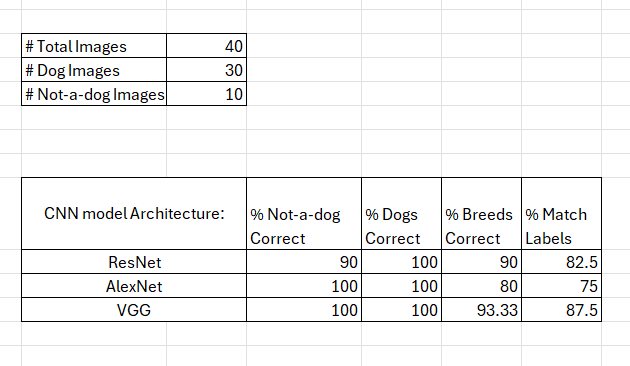 # Total Images 40
# Dog Images 30
# Not-a-dog Images 10
CNN model Architecture: % Not-a-dog Correct % Dogs Correct % Breeds Correct % Match Labels
ResNet 90 100 90 82.5
AlexNet 100 100 80 75
VGG 100 100 93.33 87.5